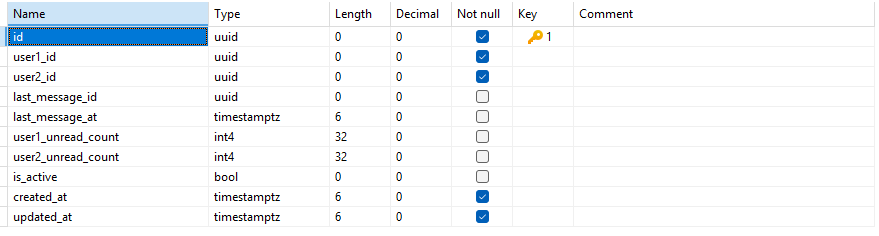 Name Type Length Decimal Not null Key Comment
id uuid 0 0 1
user1_id uuid 0 0
user2_id uuid 0 0
last_message_id uuid 0 0
last_message_at timestamptz 6 0
user1_unread_count int4 32 0
user2_unread_count int4 32 0
is_active bool 0 0
created_at timestamptz 6 0
updated_at timestamptz 6 0